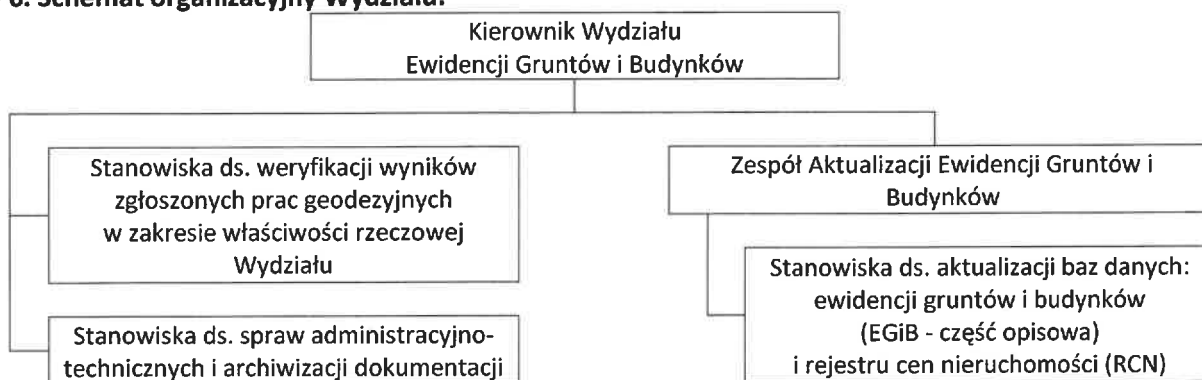 6. Schemat organizacyjny Wydziału:
Kierownik Wydziału
Ewidencji Gruntów i Budynków
Stanowiska ds. weryfikacji wyników
zgłoszonych prac geodezyjnych
w zakresie właściwości rzeczowej
Wydziału
Stanowiska ds. spraw administracyjno-
technicznych i archiwizacji dokumentacji
Zespół Aktualizacji Ewidencji Gruntów i
Budynków
Stanowiska ds. aktualizacji baz danych:
ewidencji gruntów i budynków
(EGiB - część opisowa)
i rejestru cen nieruchomości (RCN)